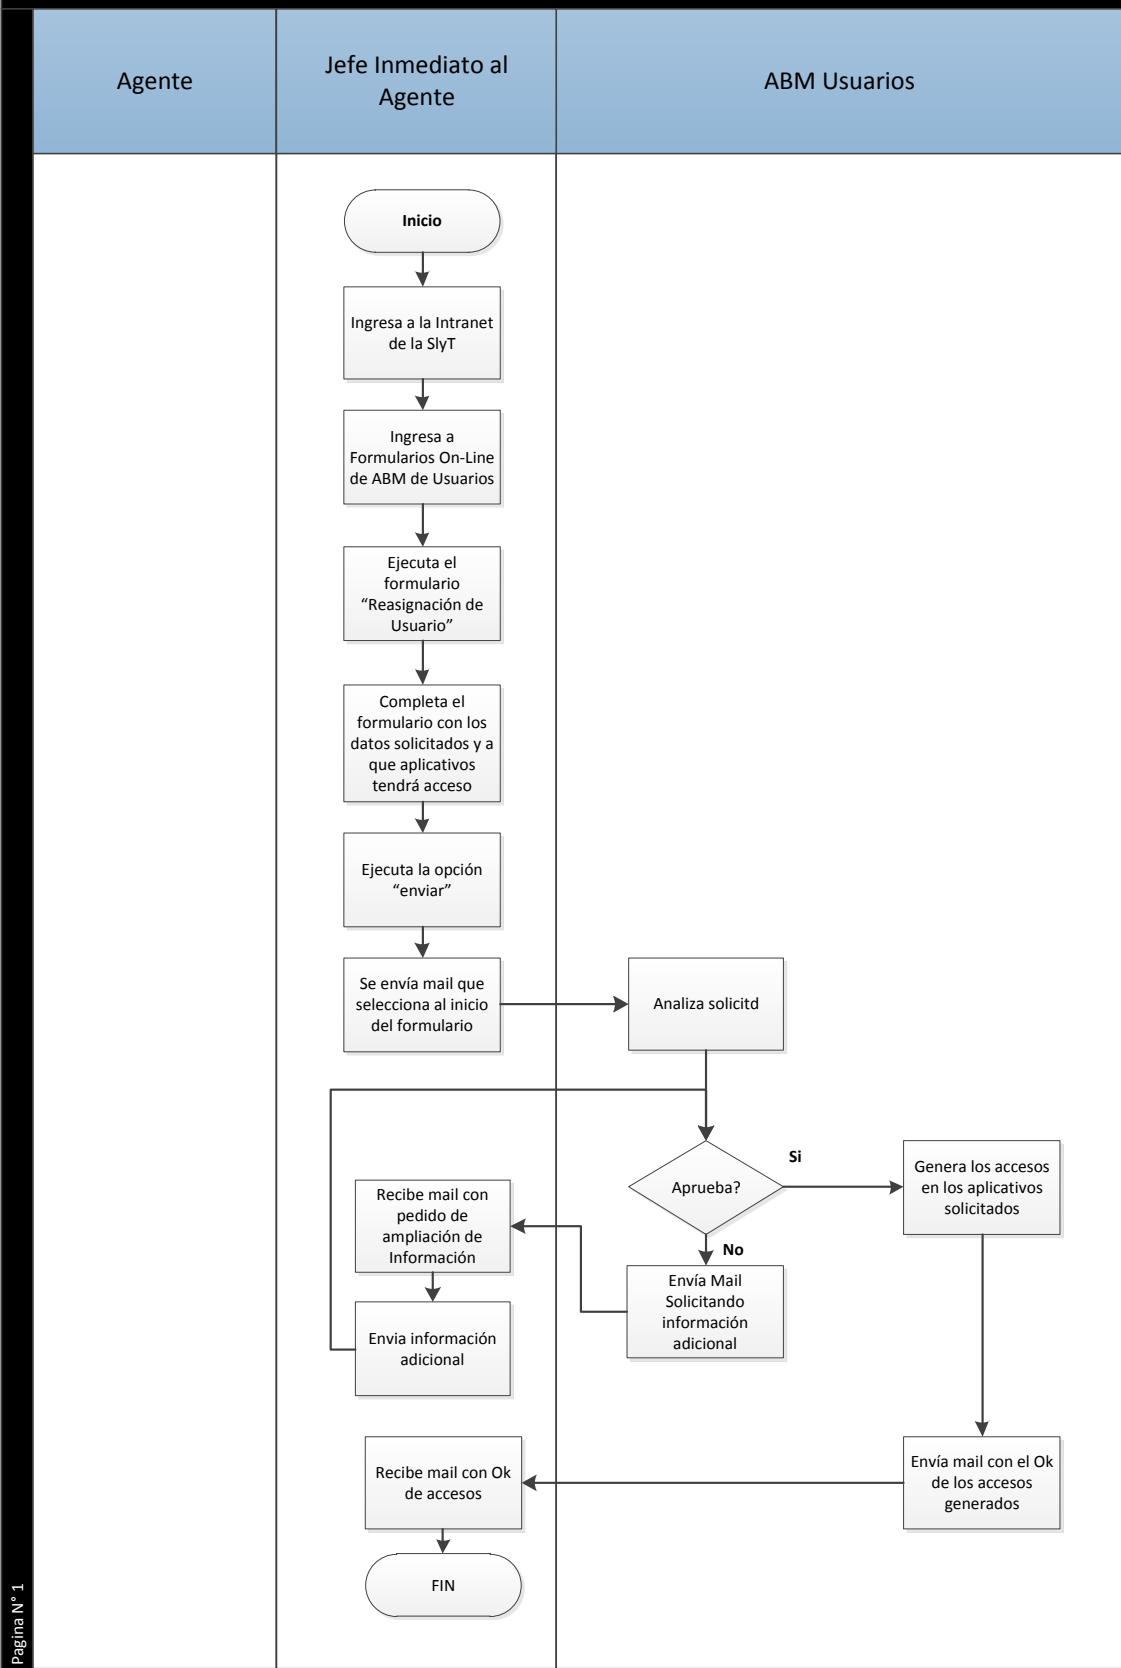 Agente
Jefe Inmediato al
Agente
ABM Usuarios
Inicio
Ingresa a la Intranet
de la SlyT
Ingresa a
Formularios On-Line
de ABM de Usuarios
Ejecuta el
formulario
“Reasignación de
Usuario”
Completa el
formulario con los
datos solicitados y a
que aplicativos
tendrá acceso
Ejecuta la opción
“enviar”
Se envía mail que
selecciona al inicio
del formulario
Analiza solicitd
Aprueba?
Si
No
Genera los accesos
en los aplicativos
solicitados
Envía Mail
Solicitando
información
adicional
Recibe mail con
pedido de
ampliación de
Información
Envia información
adicional
Envía mail con el Ok
de los accesos
generados
Recibe mail con Ok
de accesos
FIN
Pagina N° 1